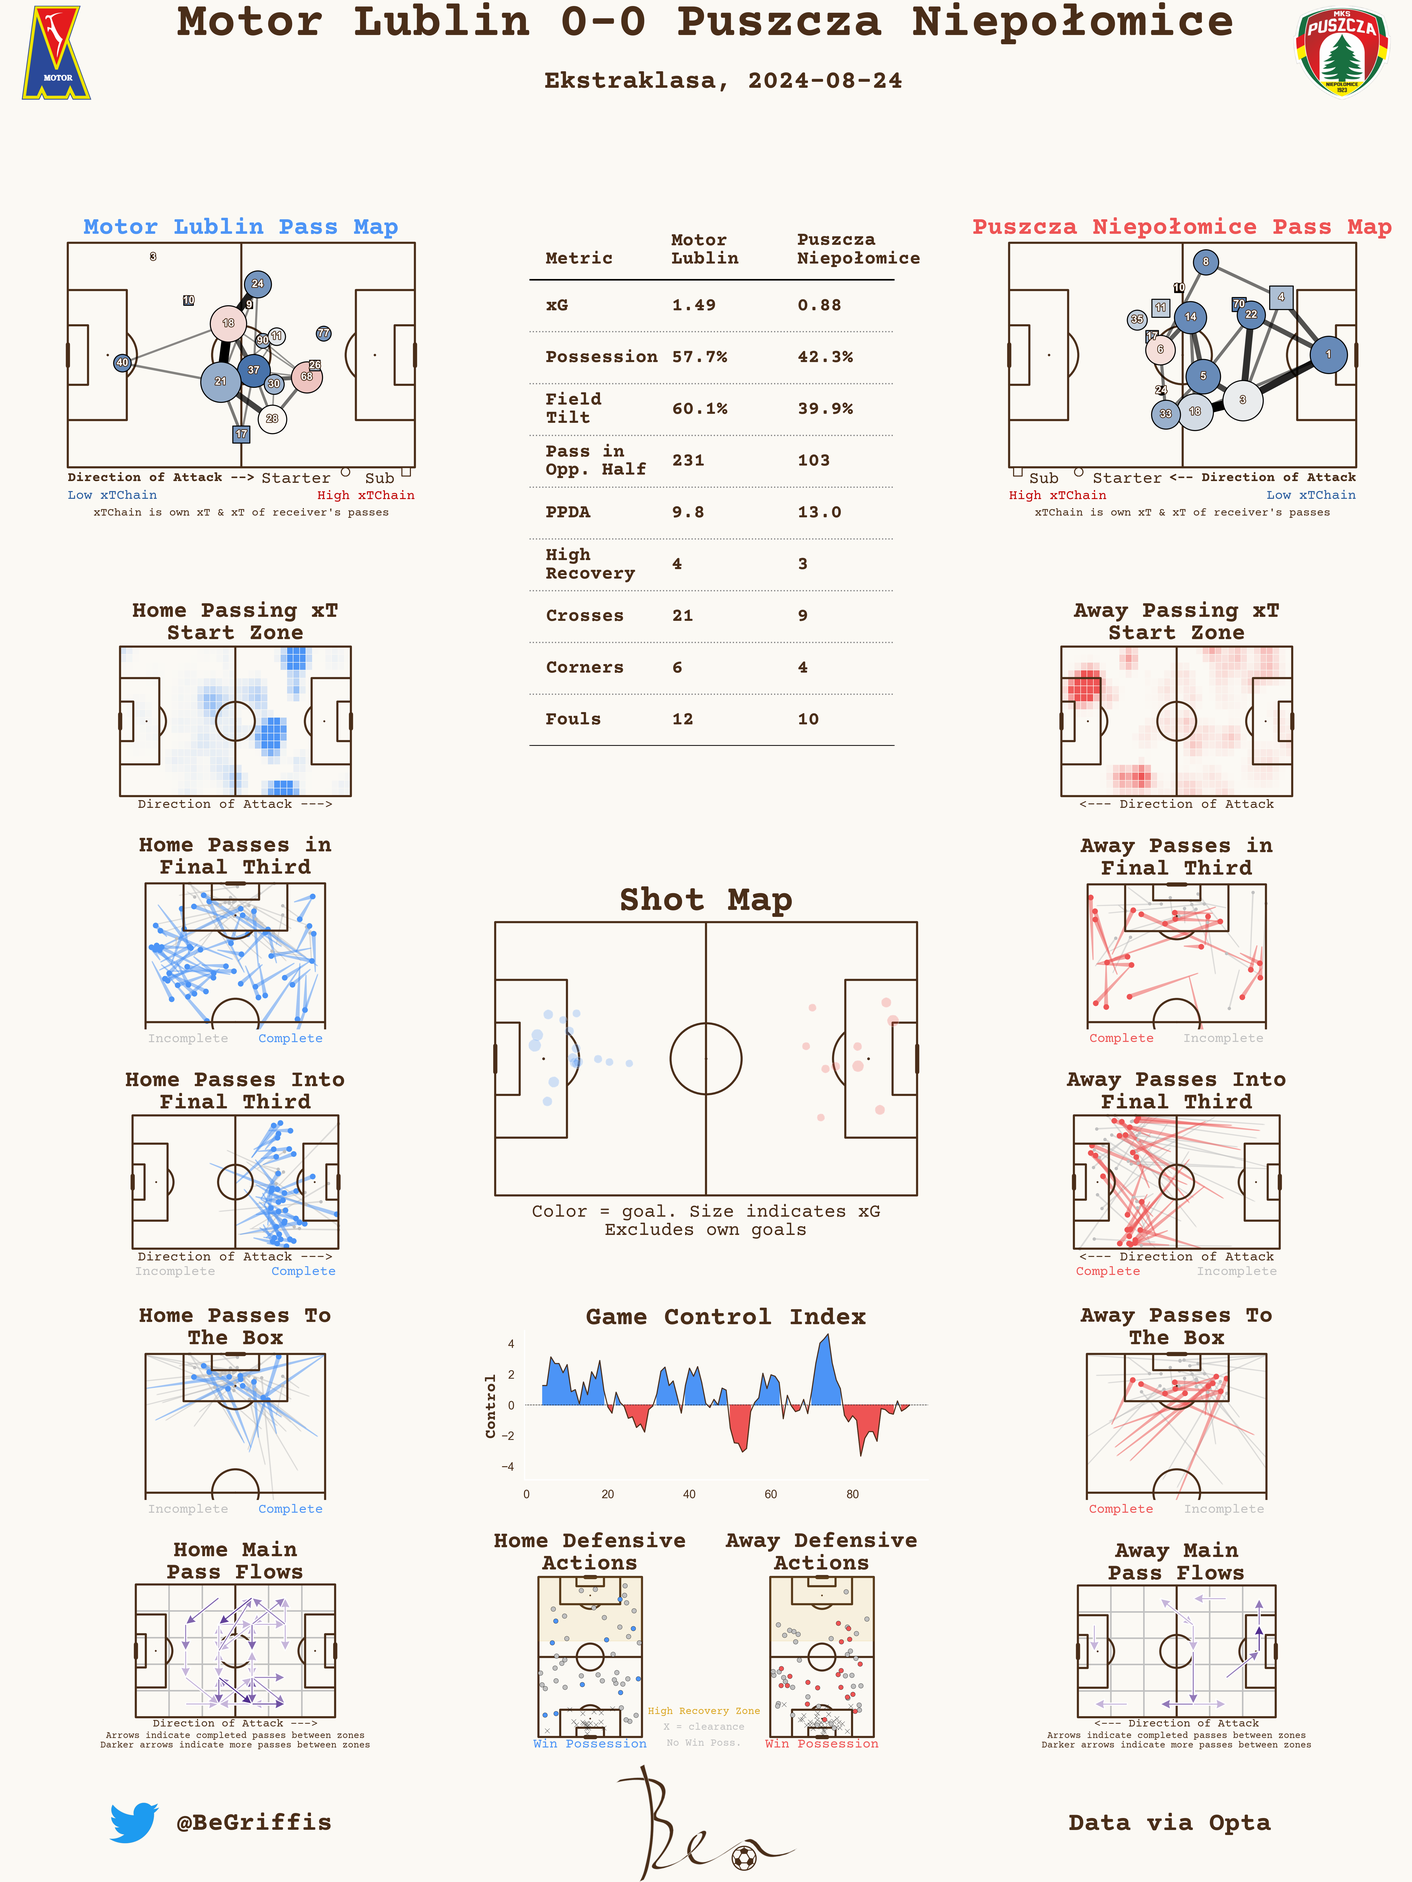 Motor Lublin 0-0 Puszcza Niepołomice
Ekstraklasa, 2024-08-24
MOTOR
MKS
PUSZCZA
NIEPOŁOMICE
1923
Motor Lublin Pass Map
3
10
24
9
18
90
11
77
40
21
37
30
26
68
28
17
Direction of Attack --> Starter Sub
Low xTChain High xTChain
xTChain is own xT & xT of receiver's passes
Metric Motor Lublin Puszcza Niepołomice
xG 1.49 0.88
Possession 57.7% 42.3%
Field Tilt 60.1% 39.9%
Pass in Opp. Half 231 103
PPDA 9.8 13.0
High Recovery 4 3
Crosses 21 9
Corners 6 4
Fouls 12 10
Puszcza Niepołomice Pass Map
8
10
4
11
70
35
14
22
17
6
1
5
24
3
33
18
Sub Starter <-- Direction of Attack
High xTChain Low xTChain
xTChain is own xT & xT of receiver's passes
Home Passing xT
Start Zone
Direction of Attack --->
Away Passing xT
Start Zone
<--- Direction of Attack
Home Passes in
Final Third
Incomplete Complete
Away Passes in
Final Third
Complete Incomplete
Shot Map
Color = goal. Size indicates xG
Excludes own goals
Home Passes Into
Final Third
Direction of Attack --->
Incomplete Complete
Away Passes Into
Final Third
<--- Direction of Attack
Complete Incomplete
Home Passes To
The Box
Incomplete Complete
Game Control Index
Control
4
2
0
−2
−4
0 20 40 60 80
Away Passes To
The Box
Complete Incomplete
Home Main
Pass Flows
Direction of Attack --->
Arrows indicate completed passes between zones
Darker arrows indicate more passes between zones
Home Defensive
Actions
Win Possession
Away Defensive
Actions
Win Possession
High Recovery Zone
X = clearance
No Win Poss.
Away Main
Pass Flows
<--- Direction of Attack
Arrows indicate completed passes between zones
Darker arrows indicate more passes between zones
@BeGriffis
Ben
Data via Opta